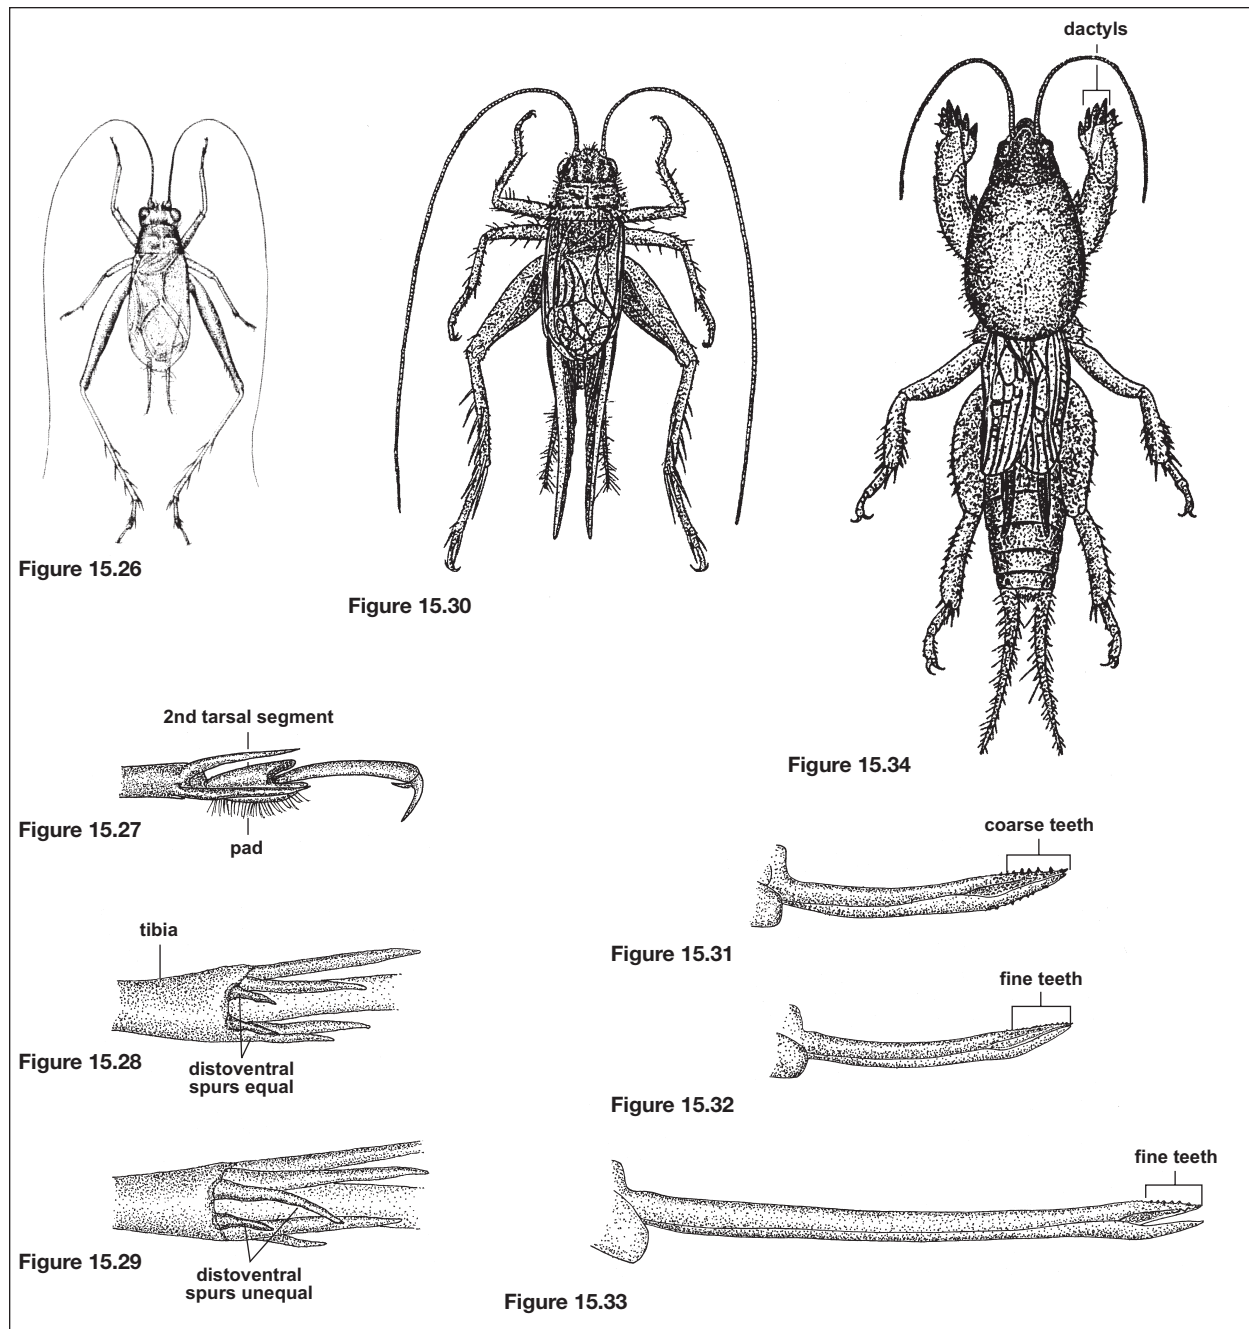 dactyls
Figure 15.26
Figure 15.30
Figure 15.34
2nd tarsal segment
Figure 15.27
pad
coarse teeth
Figure 15.31
tibia
Figure 15.28
distoventral
spurs equal
fine teeth
Figure 15.32
Figure 15.29
distoventral
spurs unequal
fine teeth
Figure 15.33